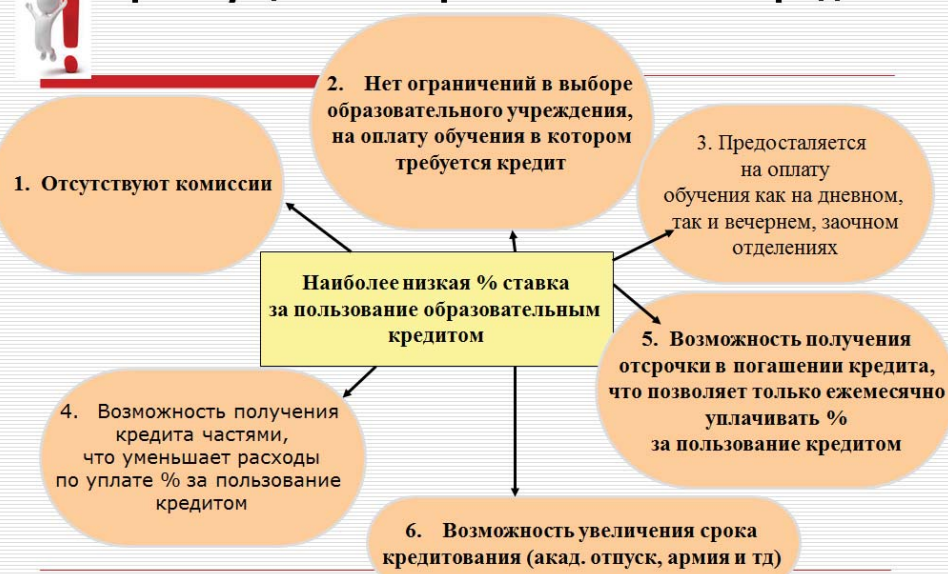 1. Отсутствуют комиссии
2. Нет ограничений в выборе
образовательного учреждения,
на оплату обучения в котором
требуется кредит
3. Предосталяется
на оплату
обучения как на дневном,
так и вечернем, заочном
отделениях
Наиболее низкая % ставка
за пользование образовательным
кредитом
4. Возможность получения
кредита частями,
что уменьшает расходы
по уплате % за пользование
кредитом
5. Возможность получения
отсрочки в погашении кредита,
что позволяет только ежемесячно
уплачивать %
за пользование кредитом
6. Возможность увеличения срока
кредитования (акад. отпуск, армия и тд)